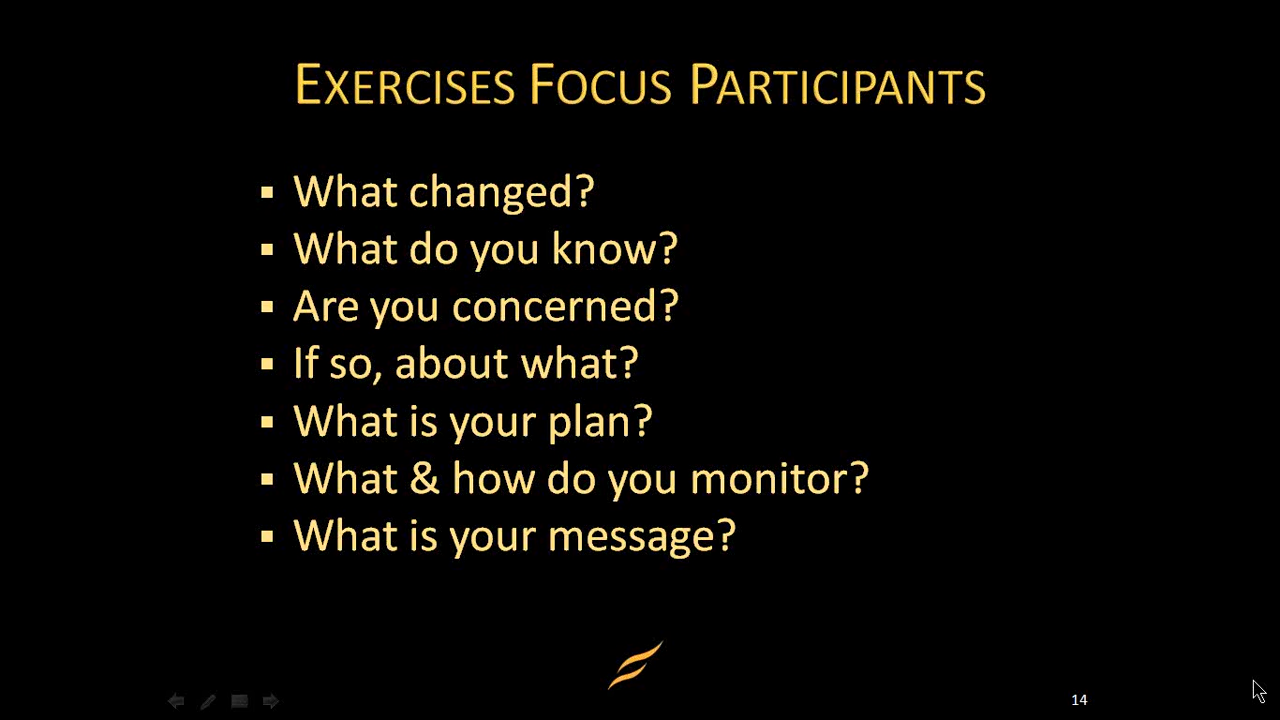 EXERCISES FOCUS PARTICIPANTS
▪ What changed?
▪ What do you know?
▪ Are you concerned?
▪ If so, about what?
▪ What is your plan?
▪ What & how do you monitor?
▪ What is your message?
14